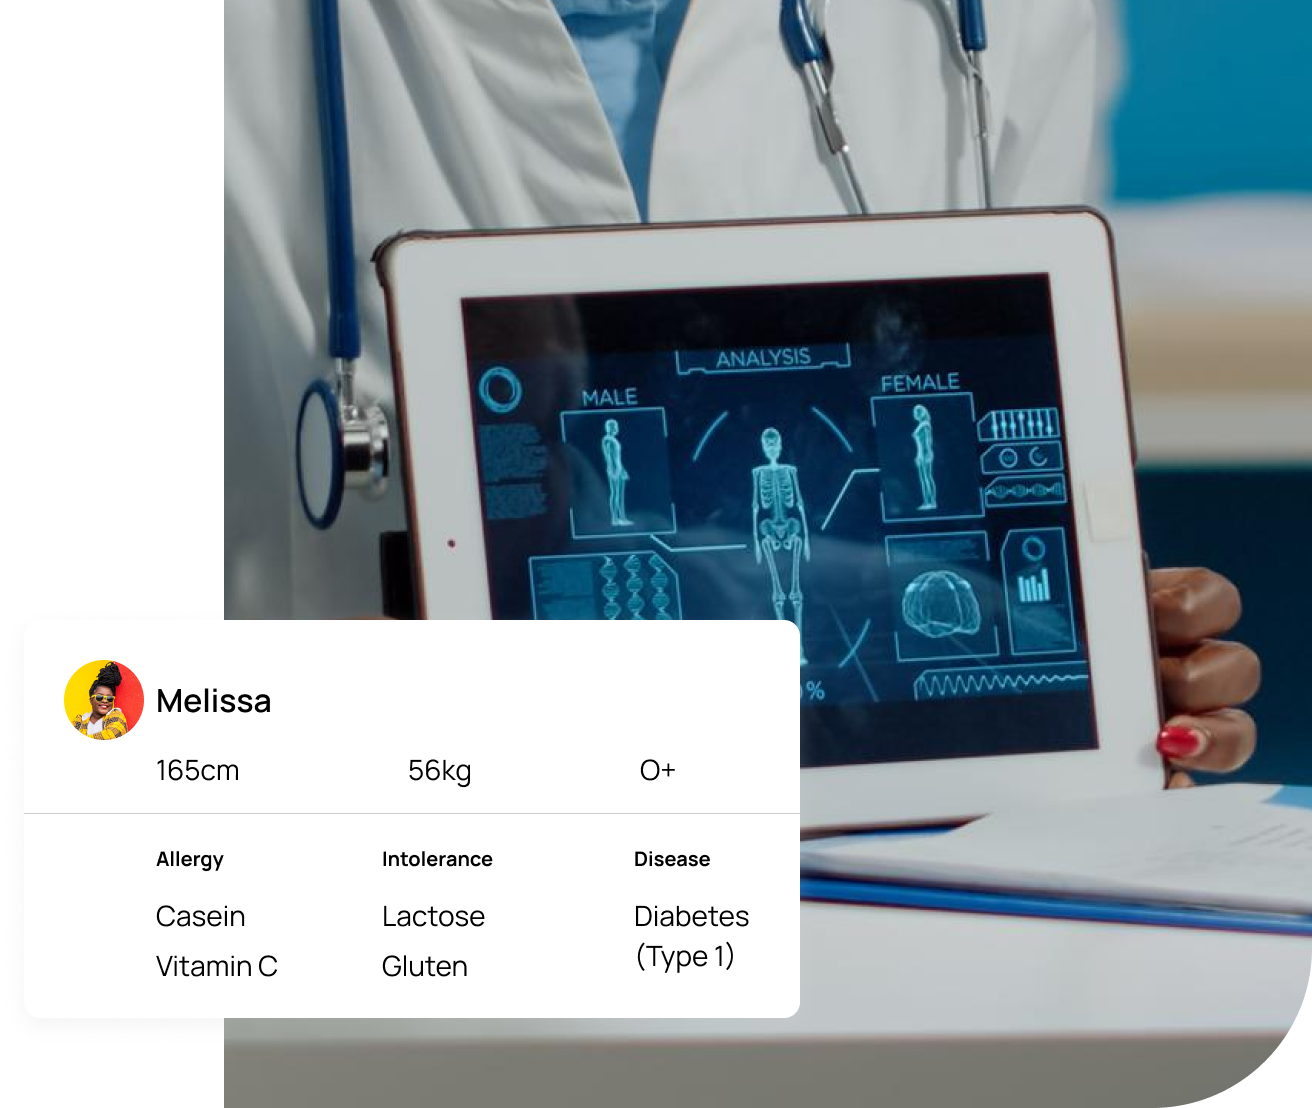 ANALYSIS
MALE
FEMALE
%
Melissa
165cm 56kg O+
Allergy Intolerance Disease
Casein Lactose Diabetes
(Type 1)
Vitamin C Gluten